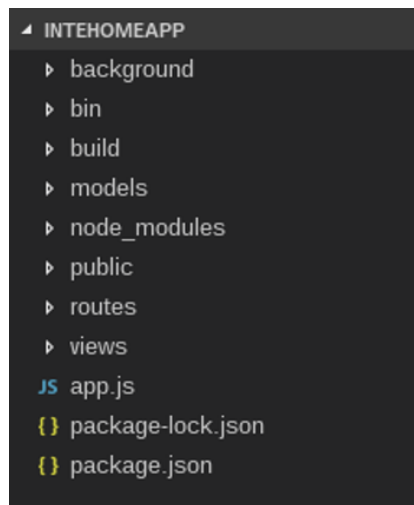 INTEHOMEAPP
background
bin
build
models
node_modules
public
routes
views
JS app.js
{} package-lock.json
{} package.json